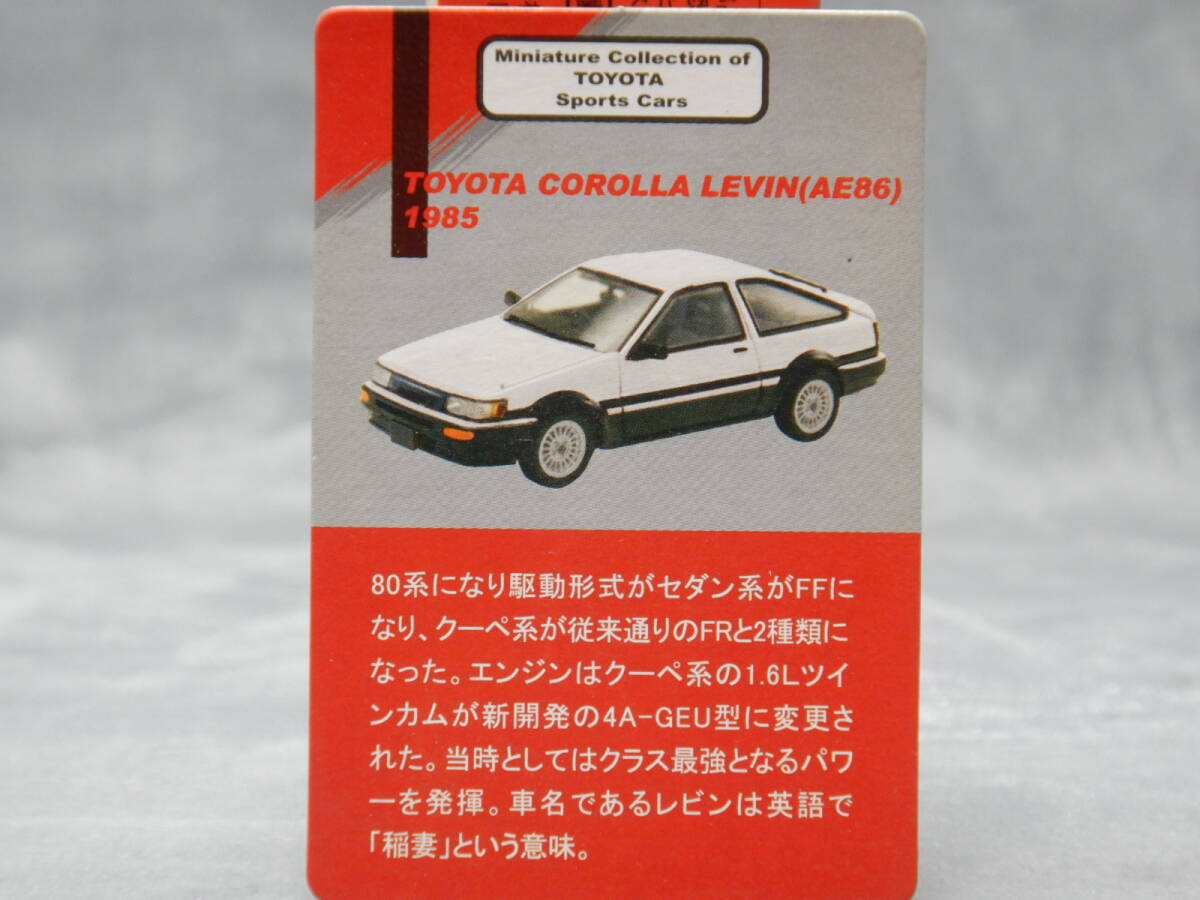 Miniature Collection of
TOYOTA
Sports Cars
TOYOTA COROLLA LEVIN(AE86)
1985
80系になり駆動形式がセダン系がFFに
なり、クーペ系が従来通りのFRと2種類に
なった。エンジンはクーペ系の1.6Lツイ
ンカムが新開発の4A-GEU型に変更さ
れた。当時としてはクラス最強となるパワ
ーを発揮。車名であるレビンは英語で
「稲妻」という意味。